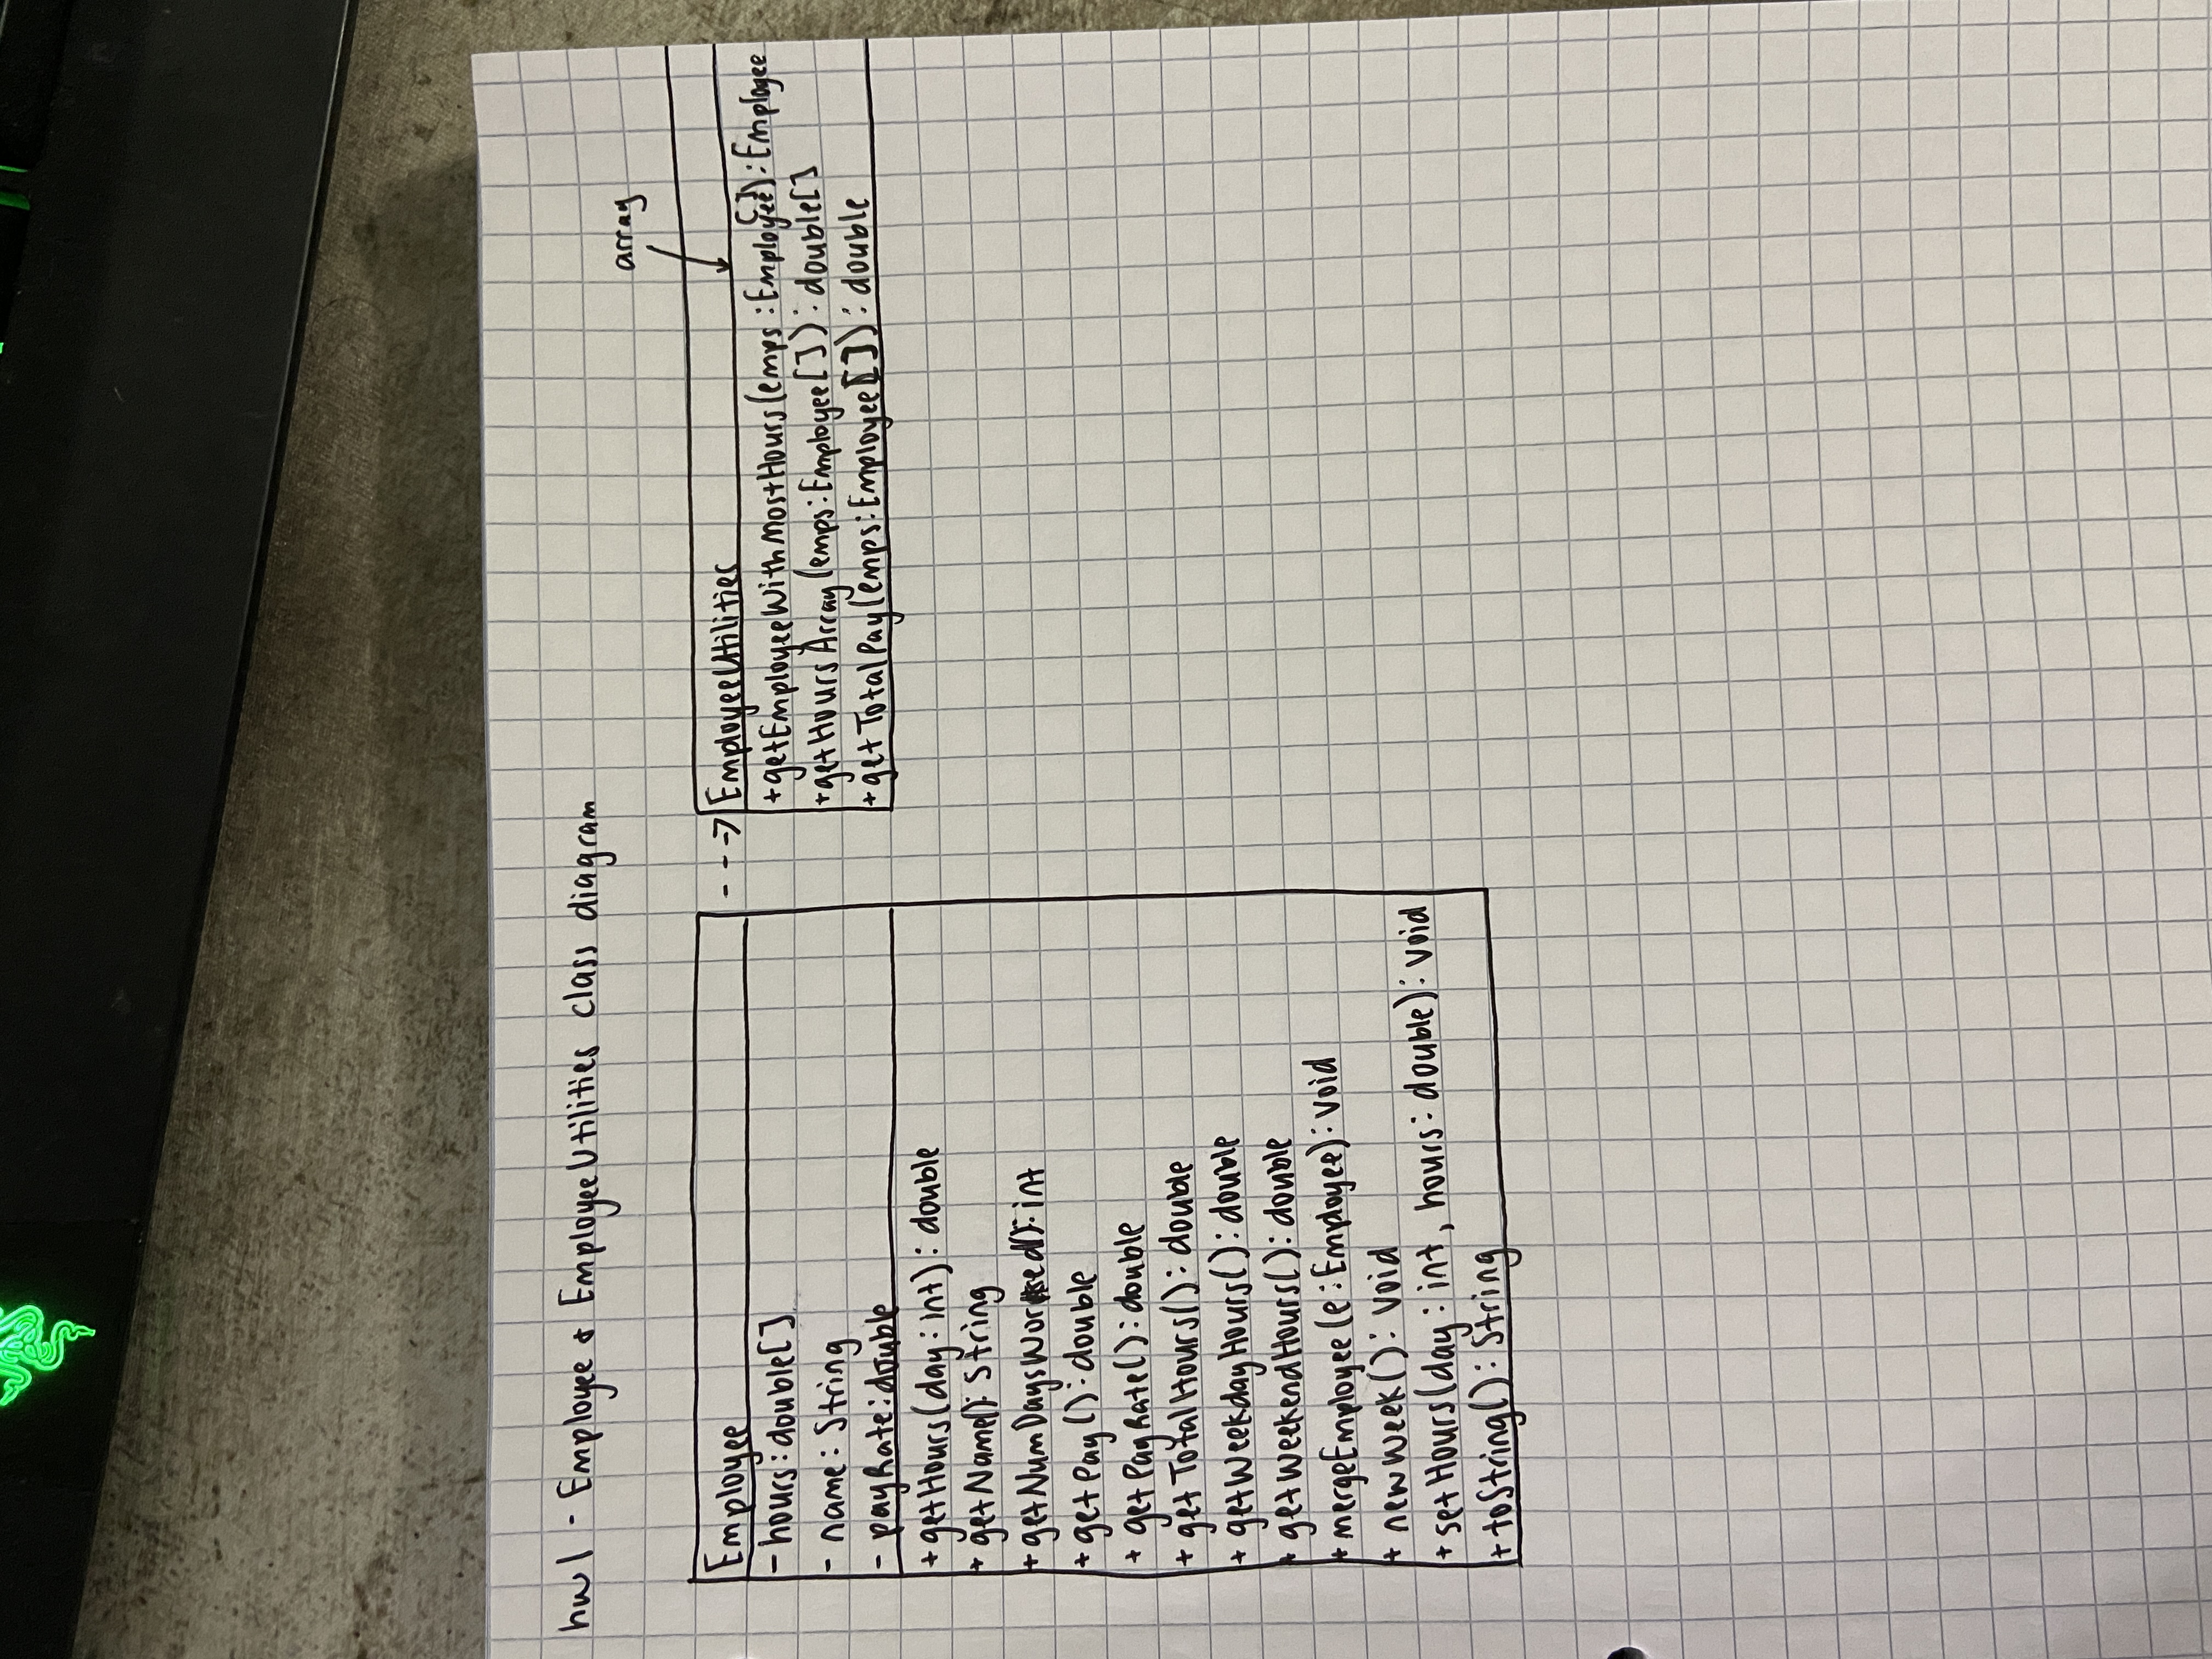 hw1 - Employee & EmployeeUtilities class diagram
array
Employee
- hours: double[]
- name: String
- payRate: double
+ getHours(day: int): double
+ getName(): String
+ getNumDaysWorked(): int
+ getPay(): double
+ getPayRate(): double
+ getTotalHours(): double
+ getWeekdayHours(): double
+ getWeekendHours(): double
+ mergeEmployee(e: Employee): void
+ newWeek(): void
+ setHours(day: int, hours: double): void
+ toString(): String
EmployeeUtilities
+getEmployeeWithMostHours(emps: Employee[]): Employee
+getHoursArray(emps: Employee[]): double[]
+getTotalPay(emps: Employee[]): double